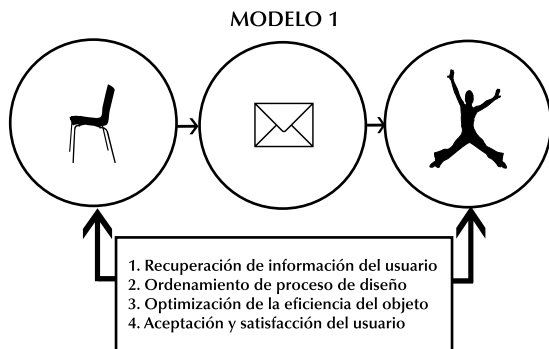 MODELO 1
1. Recuperación de información del usuario
2. Ordenamiento de proceso de diseño
3. Optimización de la eficiencia del objeto
4. Aceptación y satisfacción del usuario